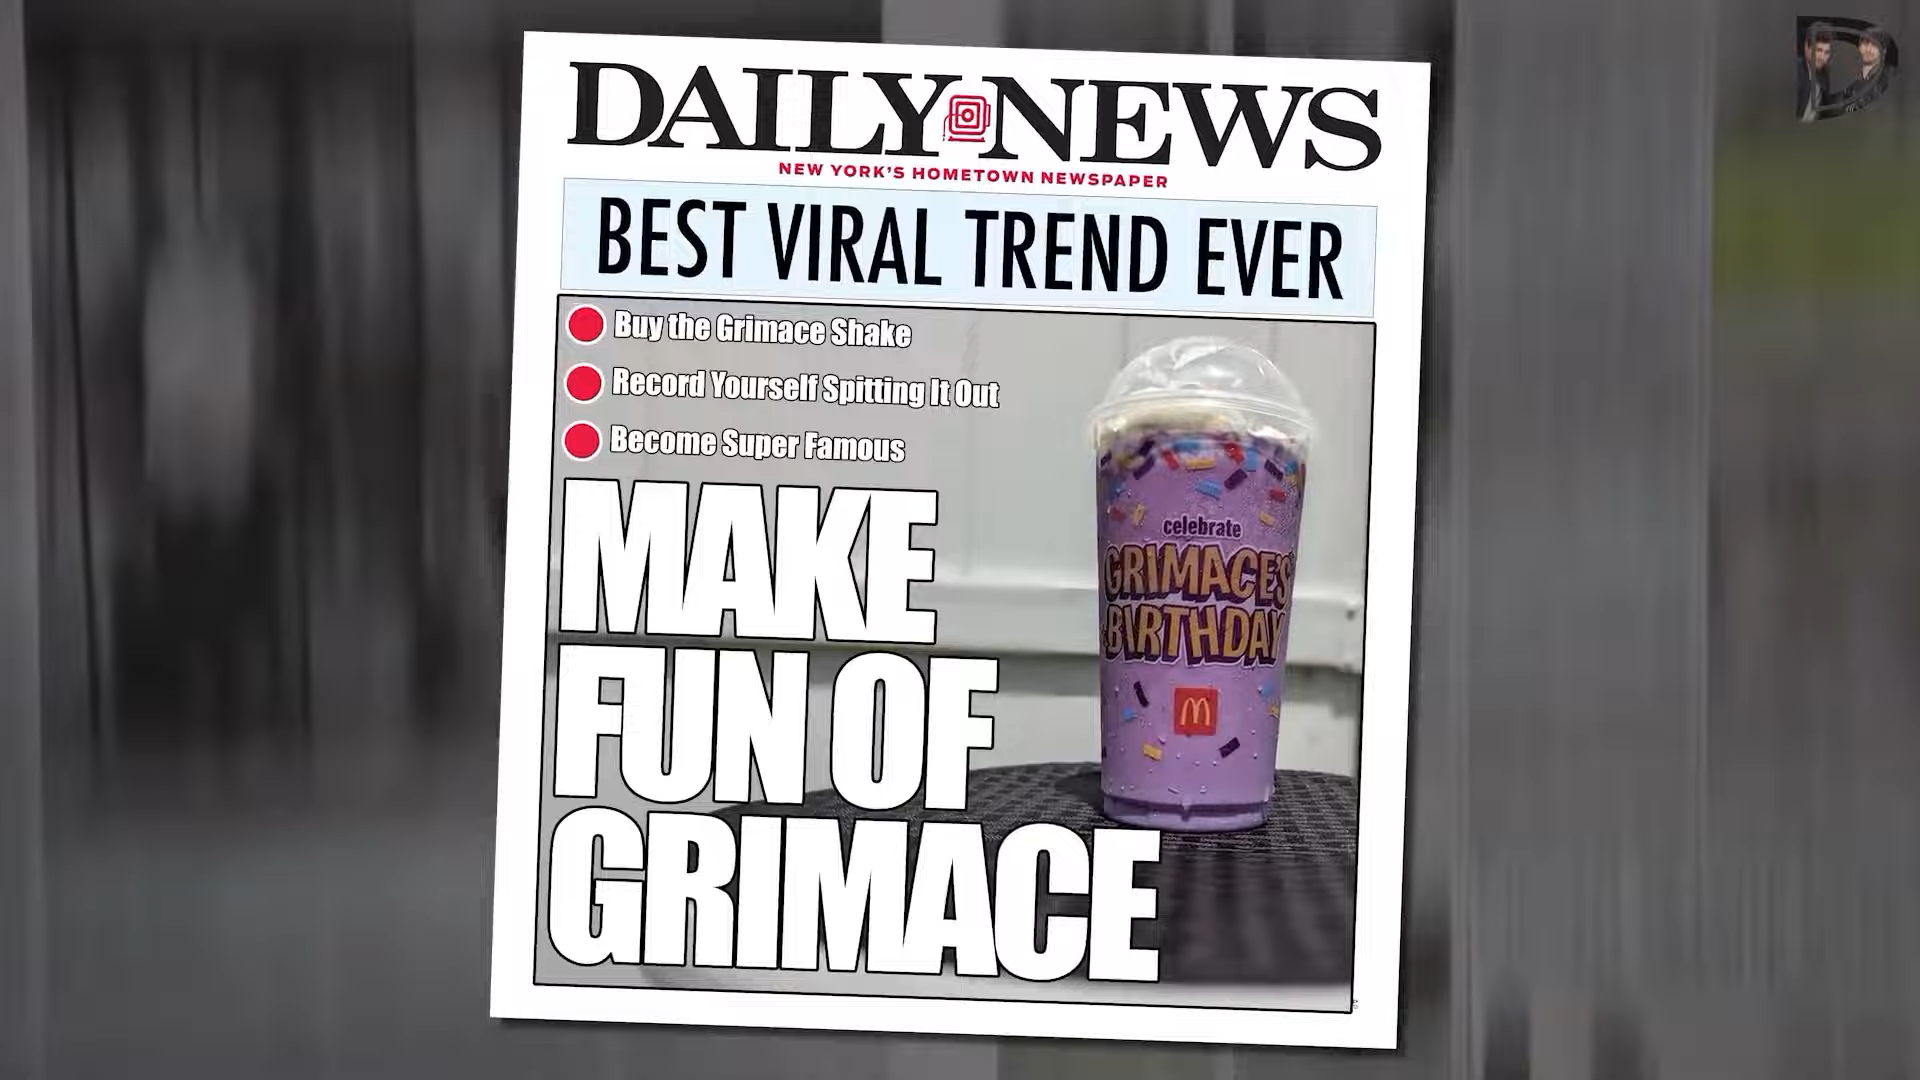 DAILY NEWS
NEW YORK'S HOMETOWN NEWSPAPER
BEST VIRAL TREND EVER
Buy the Grimace Shake
Record Yourself Spitting It Out
Become Super Famous
MAKE
FUN OF
GRIMACE
celebrate
GRIMACE'S
BIRTHDAY